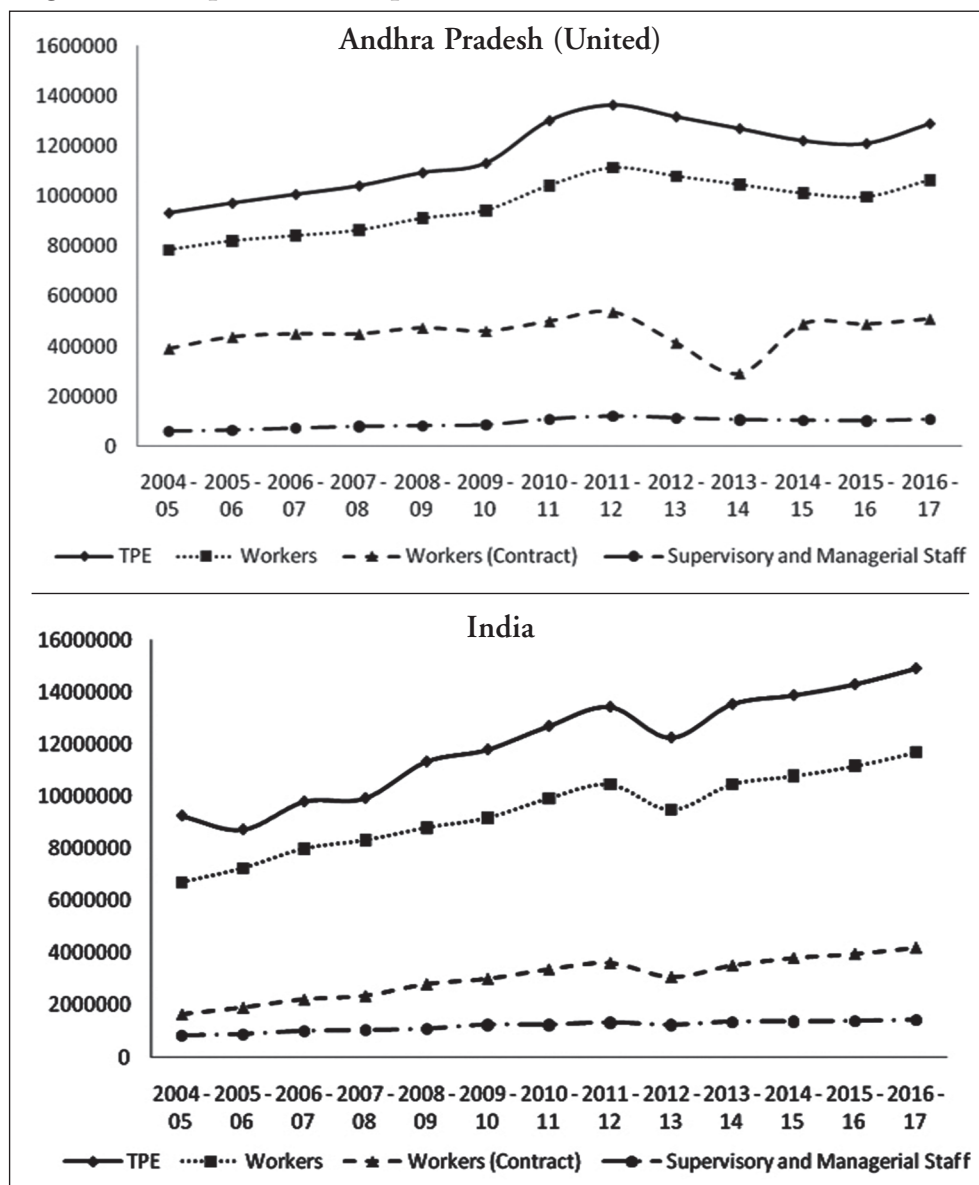 Andhra Pradesh (United)
1600000
1400000
1200000
1000000
800000
600000
400000
200000
0
2004 - 2005 - 2006 - 2007 - 2008 - 2009 - 2010 - 2011 - 2012 - 2013 - 2014 - 2015 - 2016 -
05 06 07 08 09 10 11 12 13 14 15 16 17
TPE Workers Workers (Contract) Supervisory and Managerial Staff
India
16000000
14000000
12000000
10000000
8000000
6000000
4000000
2000000
0
2004 - 2005 - 2006 - 2007 - 2008 - 2009 - 2010 - 2011 - 2012 - 2013 - 2014 - 2015 - 2016 -
05 06 07 08 09 10 11 12 13 14 15 16 17
TPE Workers Workers (Contract) Supervisory and Managerial Staff